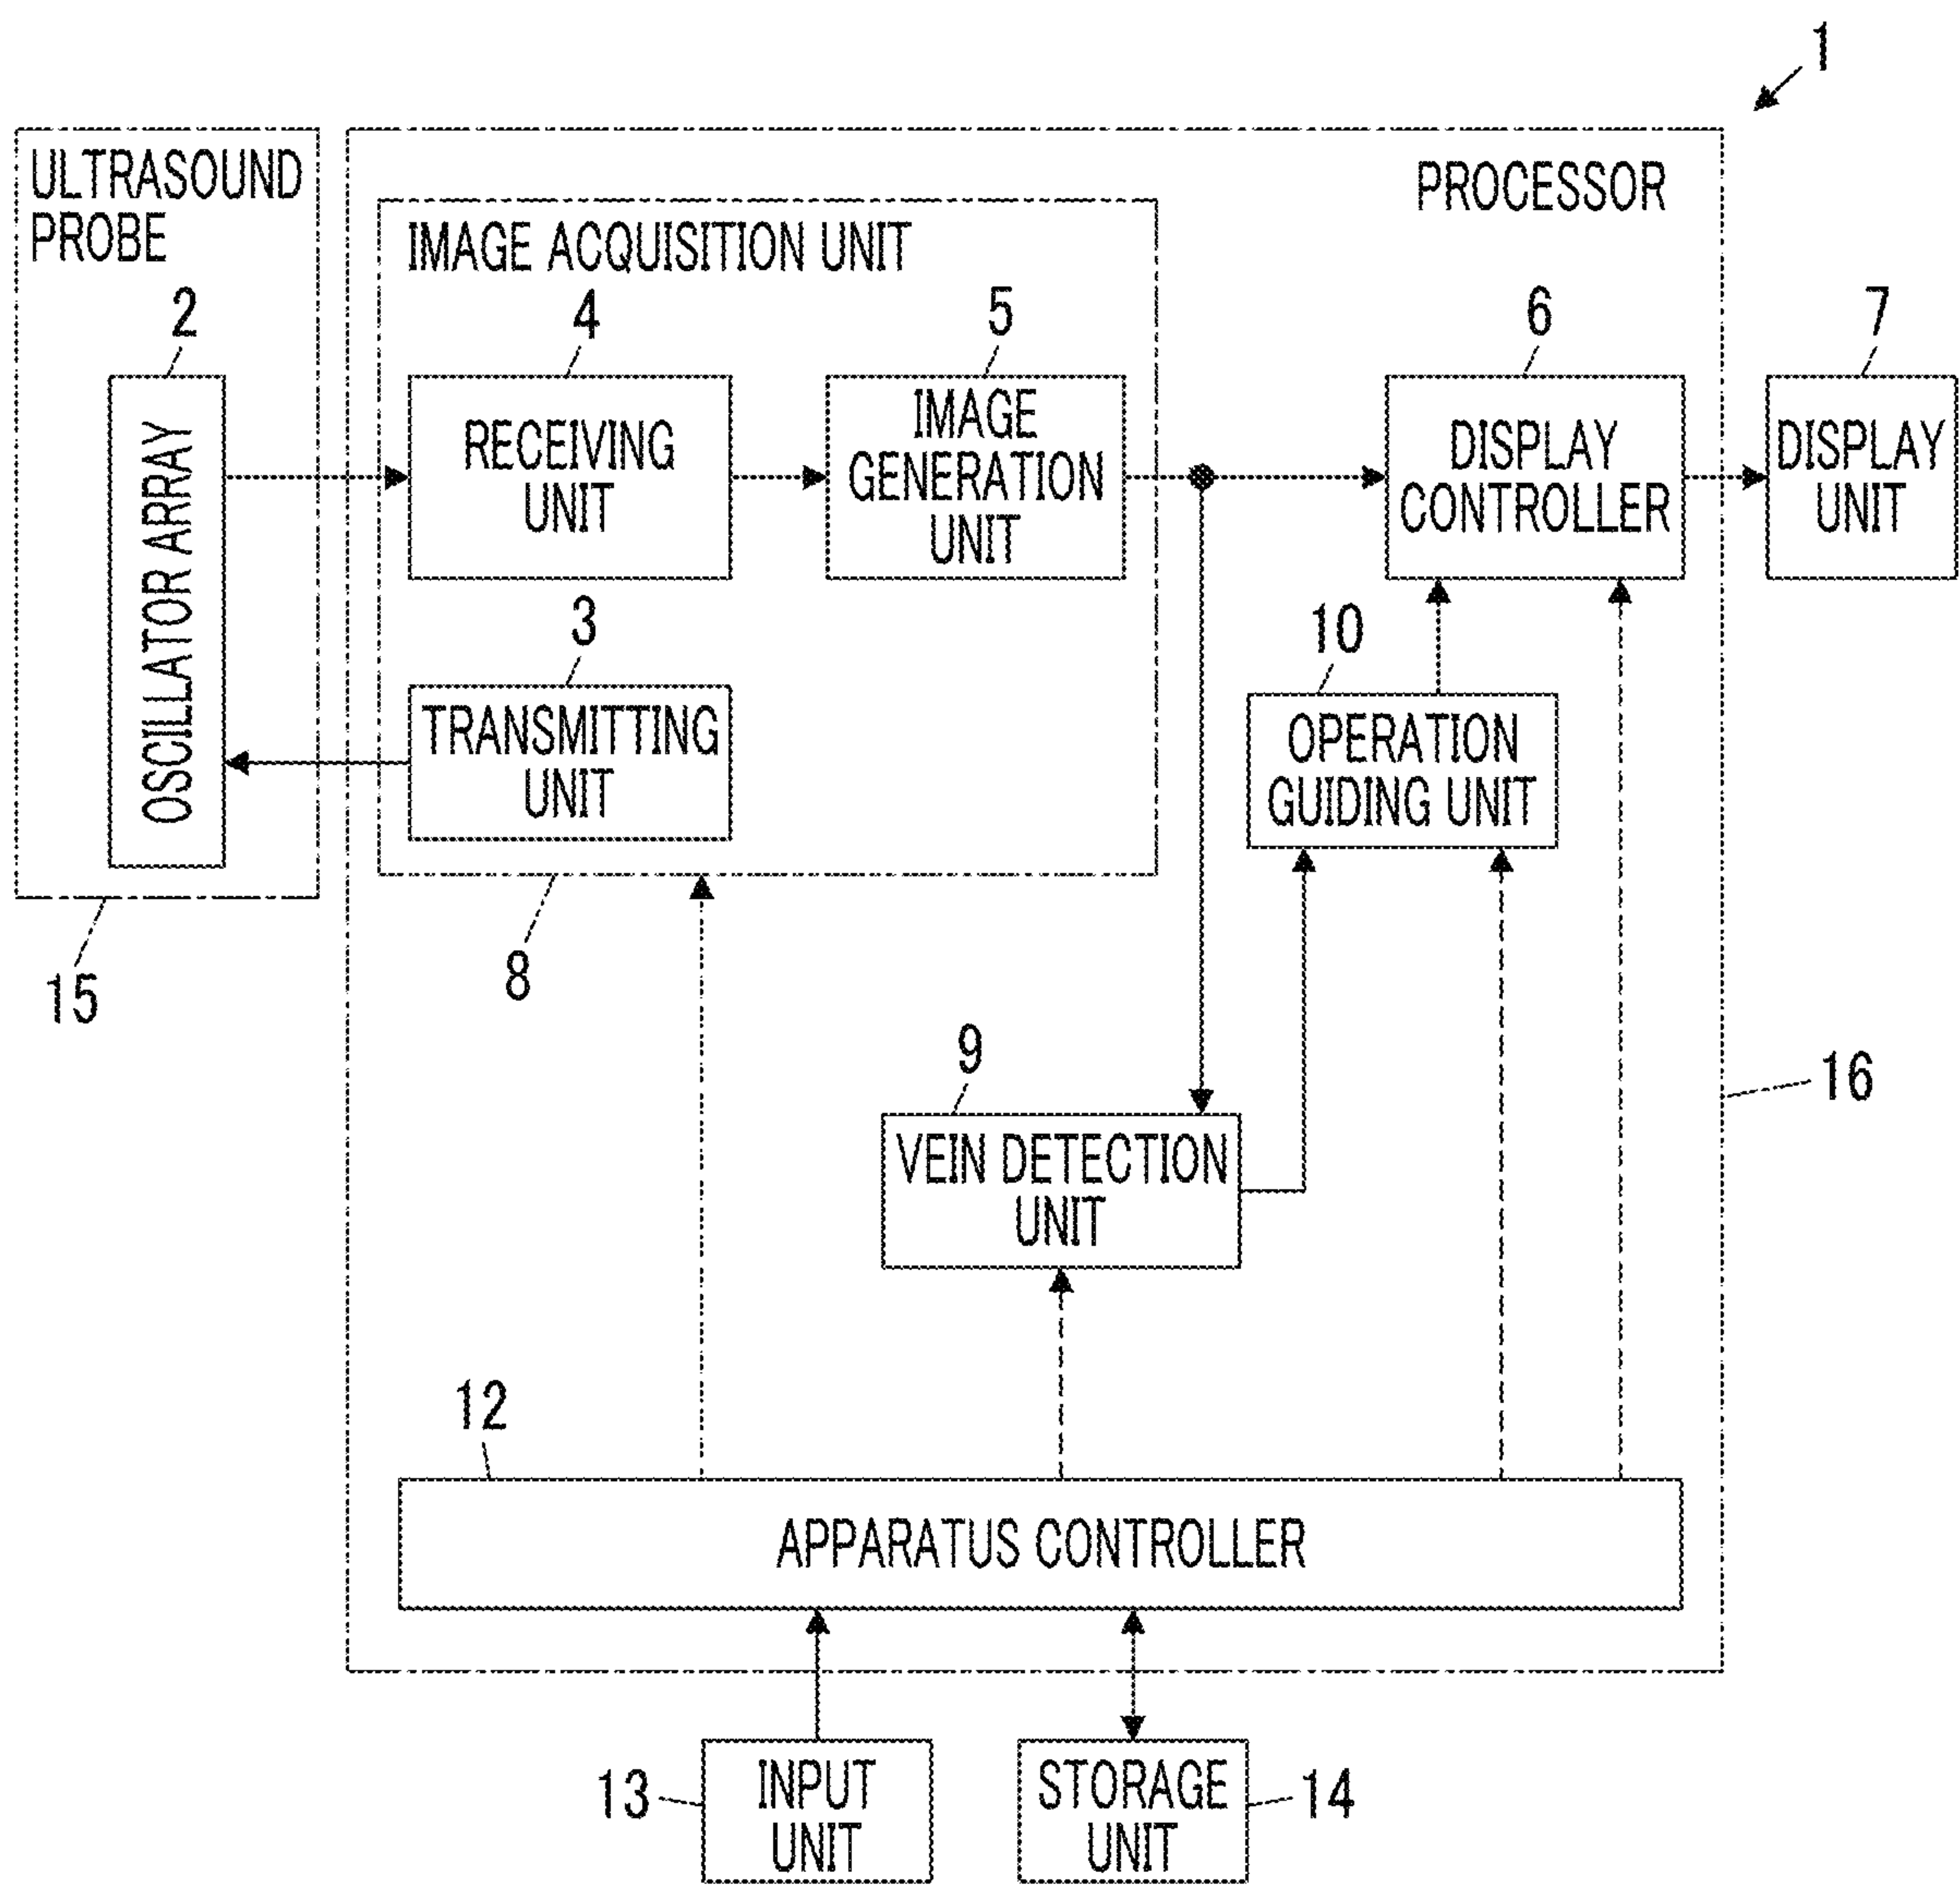 1
ULTRASOUND
PROBE
PROCESSOR
IMAGE ACQUISITION UNIT
2
4
5
6
7
OSCILLATOR ARRAY
RECEIVING
UNIT
IMAGE
GENERATION
UNIT
DISPLAY
CONTROLLER
DISPLAY
UNIT
3
10
TRANSMITTING
UNIT
OPERATION
GUIDING UNIT
15
8
9
16
VEIN DETECTION
UNIT
12
APPARATUS CONTROLLER
13
INPUT
UNIT
STORAGE
UNIT
14